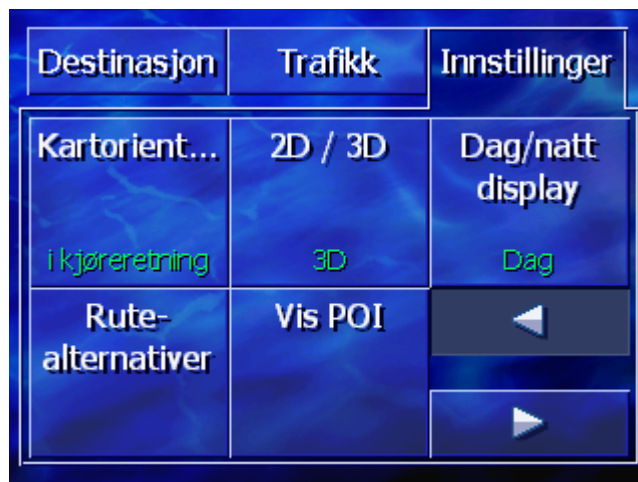 Destinasjon
Trafikk
Innstillinger
Kartorient...
2D / 3D
Dag/natt
display
i kjøreretning
3D
Dag
Rute-
alternativer
Vis POI